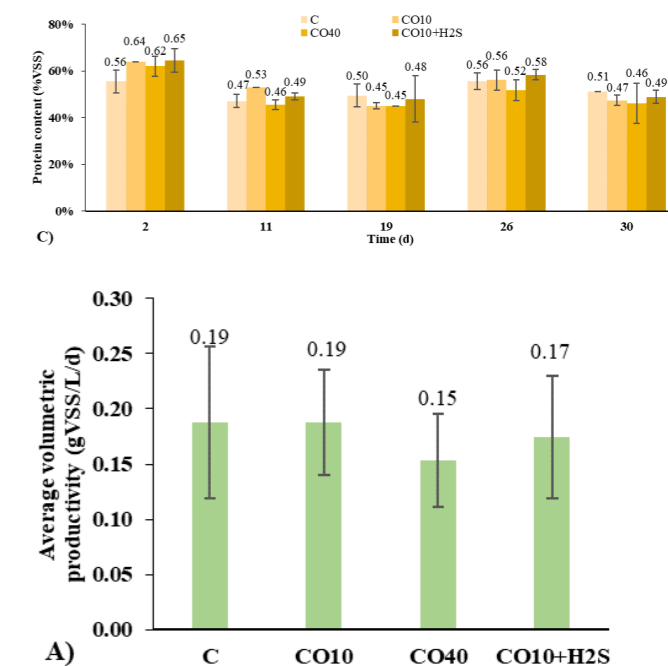 80%
C CO10
CO40 CO10+H2S
0.56 0.64 0.62 0.65
0.47 0.53 0.46 0.49
0.50 0.45 0.45 0.48
0.56 0.56 0.52 0.58
0.51 0.47 0.46 0.49
60%
40%
20%
0%
Protein content (%VSS)
2 11 19 26 30
Time (d)
C)
0.30
0.25
0.20
0.15
0.10
0.05
0.00
Average volumetric
productivity (gVSS/L/d)
0.19 0.19 0.15 0.17
C CO10 CO40 CO10+H2S
A)